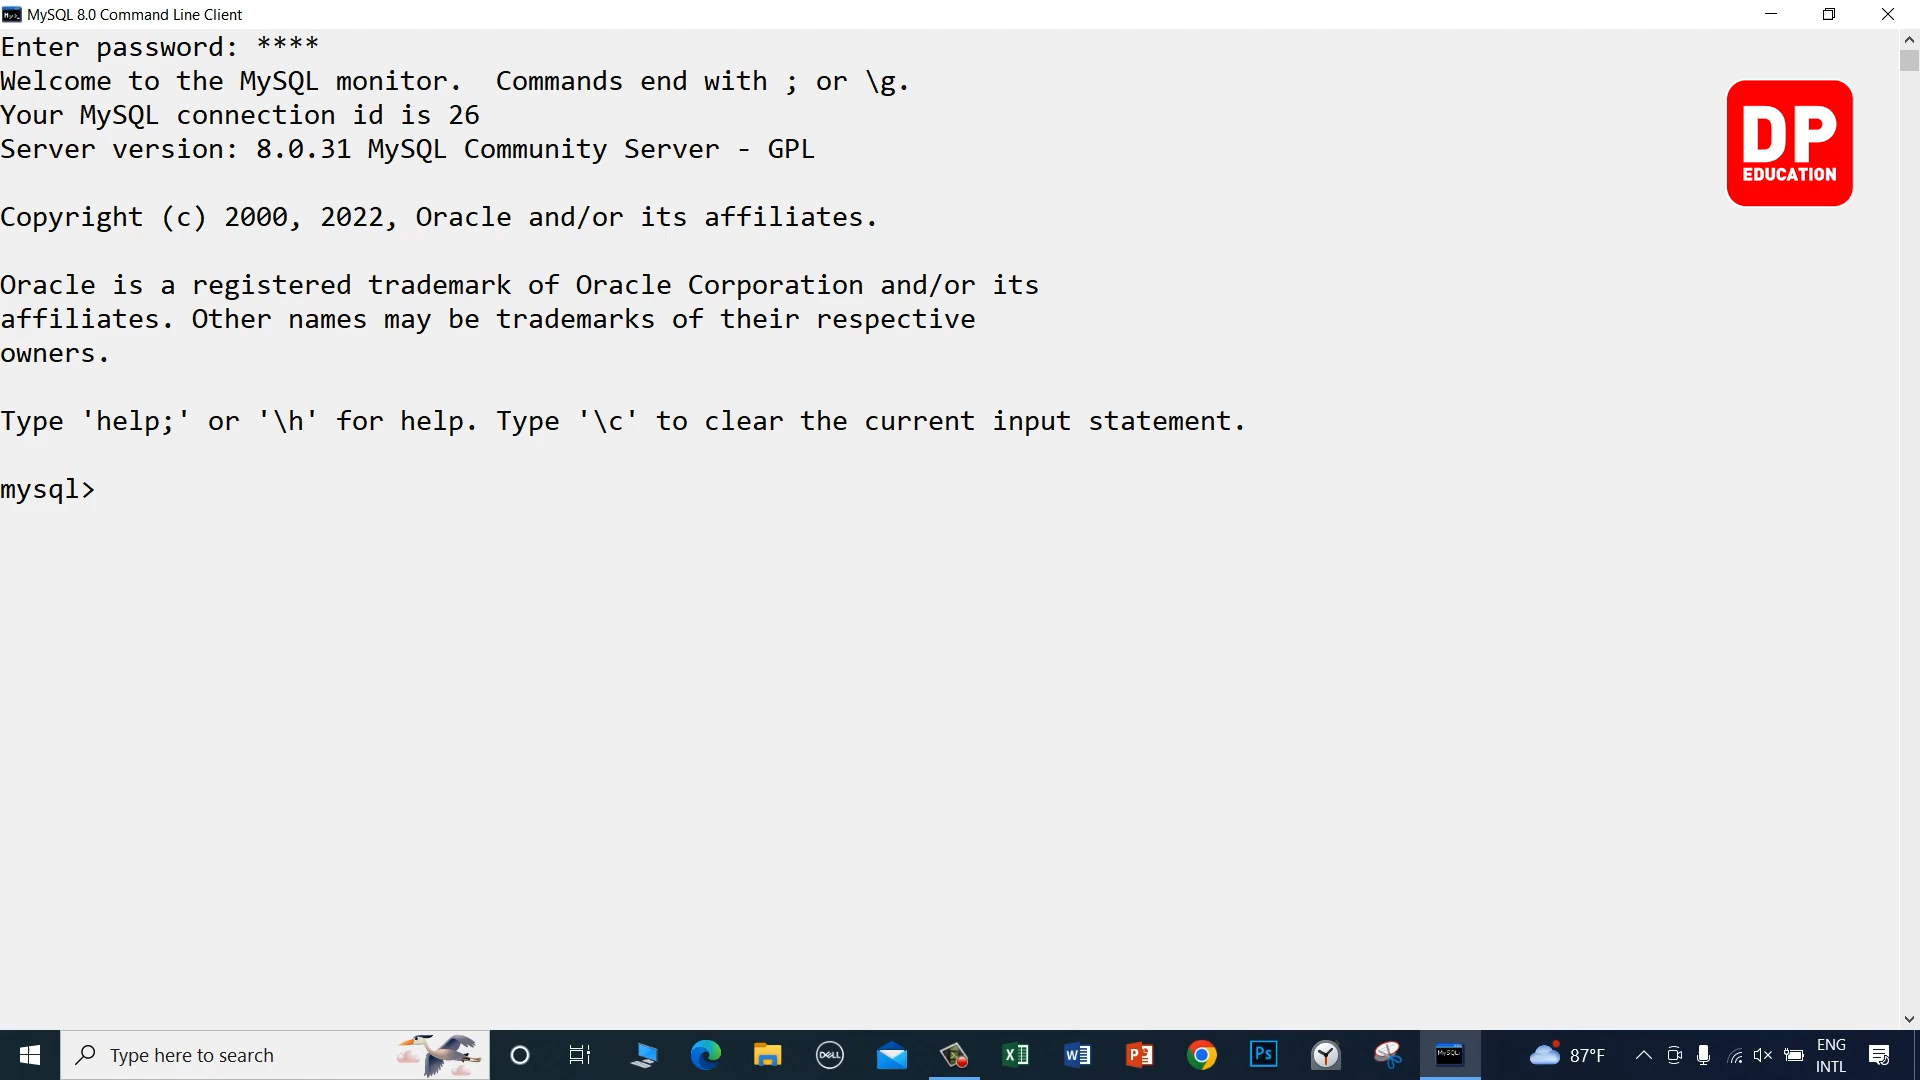 MySQL 8.0 Command Line Client
Enter password: ****
Welcome to the MySQL monitor.  Commands end with ; or \g.
Your MySQL connection id is 26
Server version: 8.0.31 MySQL Community Server - GPL
Copyright (c) 2000, 2022, Oracle and/or its affiliates.
Oracle is a registered trademark of Oracle Corporation and/or its
affiliates. Other names may be trademarks of their respective
owners.
Type 'help;' or '\h' for help. Type '\c' to clear the current input statement.
mysql>
DP
EDUCATION
Type here to search
DELL
Ps
MySQL
87°F
ENG
INTL